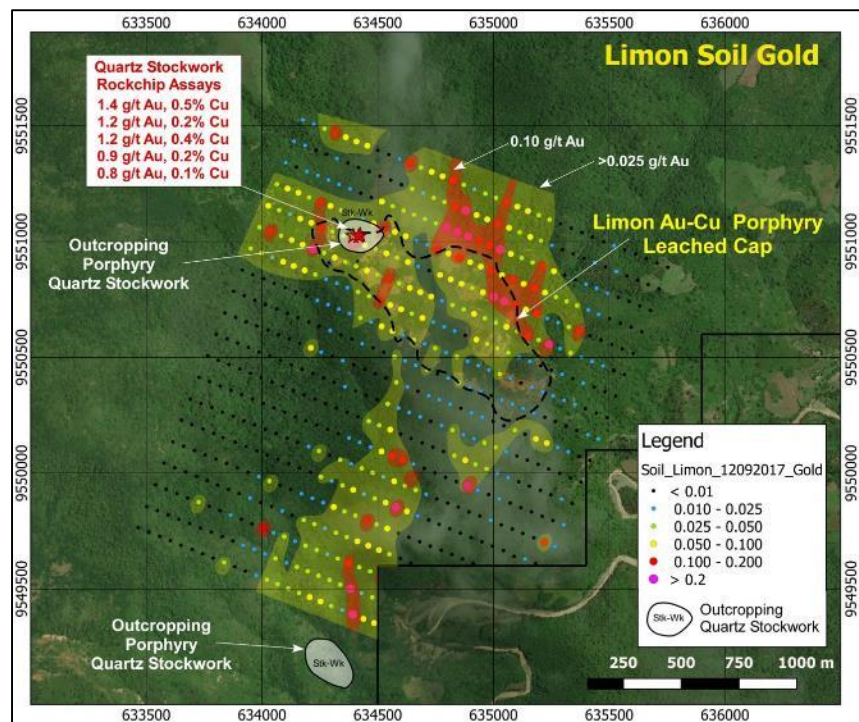 633500 634000 634500 635000 635500 636000
Limon Soil Gold
Quartz Stockwork
Rockchip Assays
1.4 g/t Au, 0.5% Cu
1.2 g/t Au, 0.2% Cu
1.2 g/t Au, 0.4% Cu
0.9 g/t Au, 0.2% Cu
0.8 g/t Au, 0.1% Cu
9551500
9551500
0.10 g/t Au
>0.025 g/t Au
Stk-Wk
Limon Au-Cu Porphyry
Leached Cap
9551000
9551000
Outcropping
Porphyry
Quartz Stockwork
9550500
9550500
9550000
9550000
Legend
Soil_Limon_12092017_Gold
< 0.01
0.010 - 0.025
0.025 - 0.050
0.050 - 0.100
0.100 - 0.200
> 0.2
Stk-Wk
Outcropping
Quartz Stockwork
9549500
9549500
Outcropping
Porphyry
Quartz Stockwork
Stk-Wk
250 500 750 1000 m
633500 634000 634500 635000 635500 636000